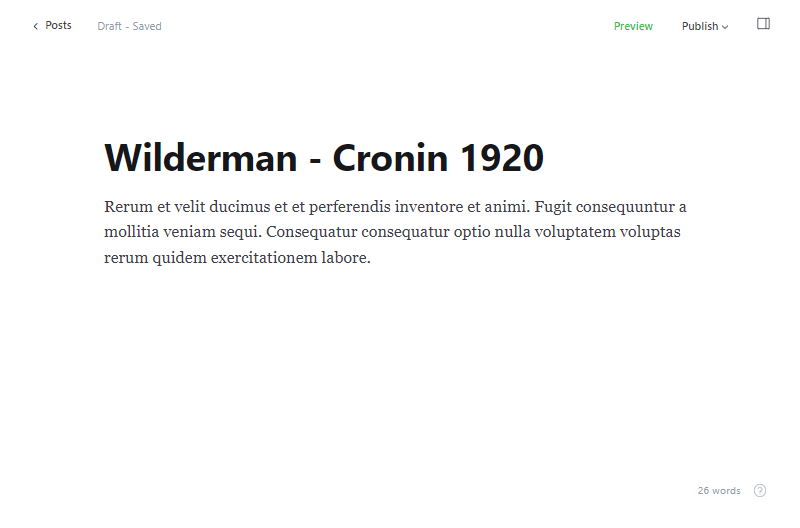 Posts
Draft - Saved
Preview
Publish
Wilderman - Cronin 1920
Rerum et velit ducimus et et perferendis inventore et animi. Fugit consequuntur a
mollitia veniam sequi. Consequatur consequatur optio nulla voluptatem voluptas
rerum quidem exercitationem labore.
26 words
?